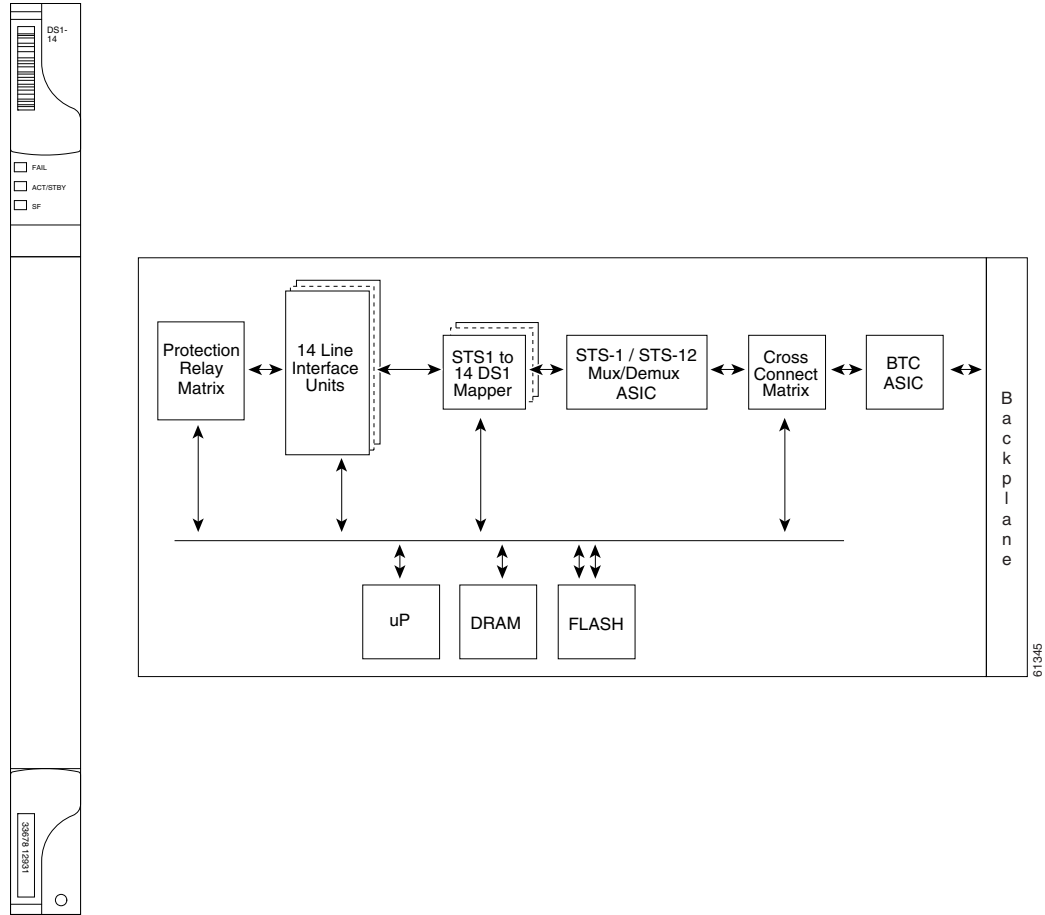 DS1-
14
FAIL
ACT/STBY
SF
33678 12931
Protection
Relay
Matrix
14 Line
Interface
Units
STS1 to
14 DS1
Mapper
STS-1 / STS-12
Mux/Demux
ASIC
Cross
Connect
Matrix
BTC
ASIC
Backplane
uP
DRAM
FLASH
61345